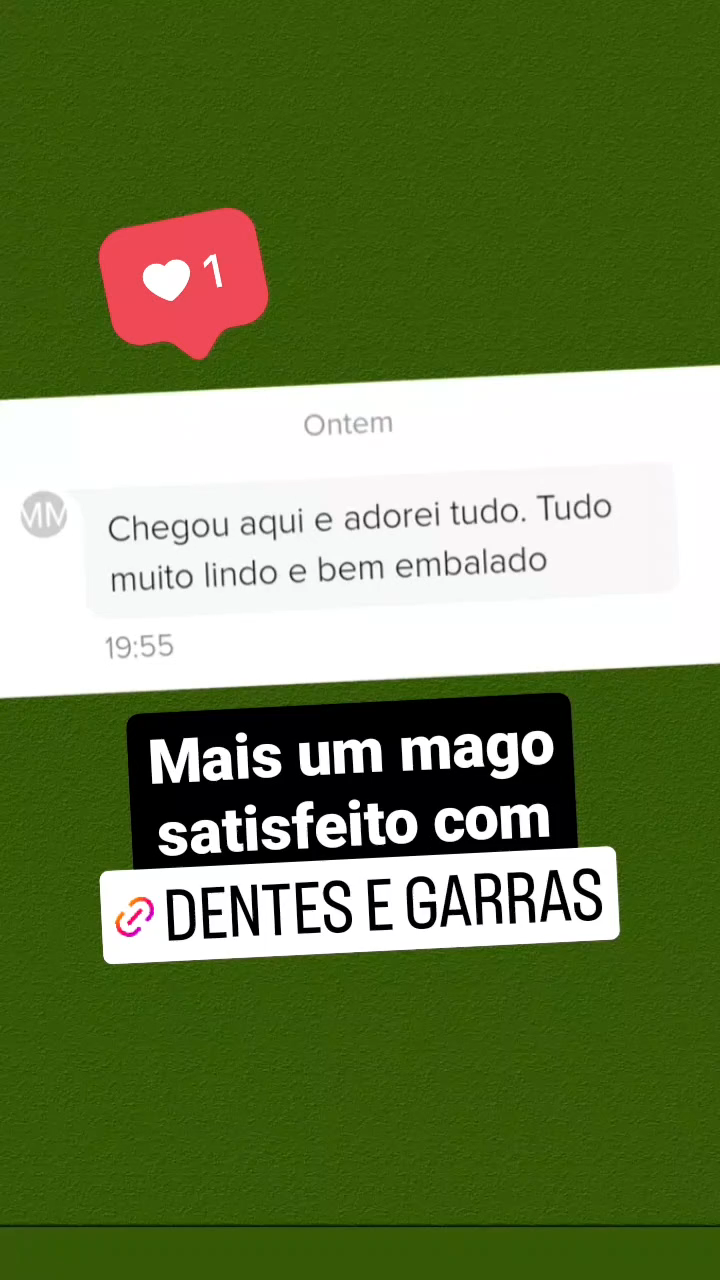 1
Ontem
MM
Chegou aqui e adorei tudo. Tudo
muito lindo e bem embalado
19:55
Mais um mago
satisfeito com
DENTES E GARRAS